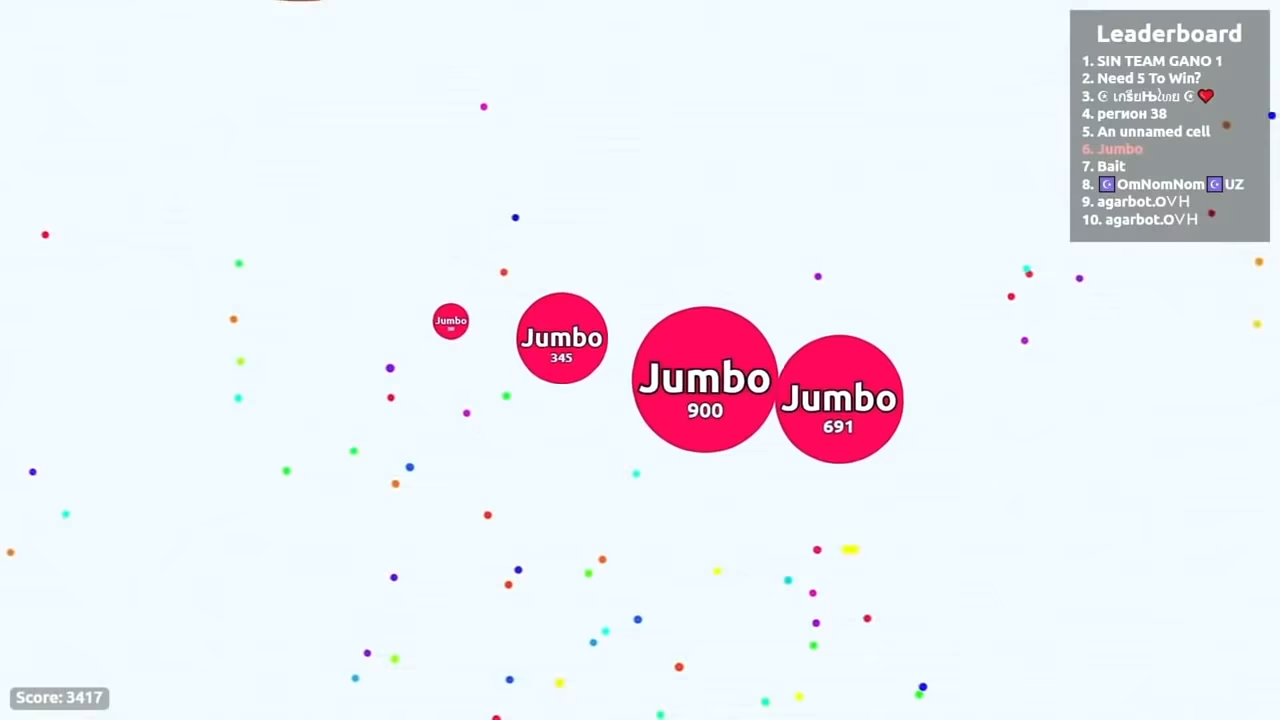 Leaderboard
1. SIN TEAM GANO 1
2. Need 5 To Win?
4. регион 38
5. An unnamed cell
6. Jumbo
7. Bait
8. ☪OmNomNom☪UZ
9. agarbot.OVH
10. agarbot.OVH
Jumbo
Jumbo
345
Jumbo
900
Jumbo
691
Score: 3417